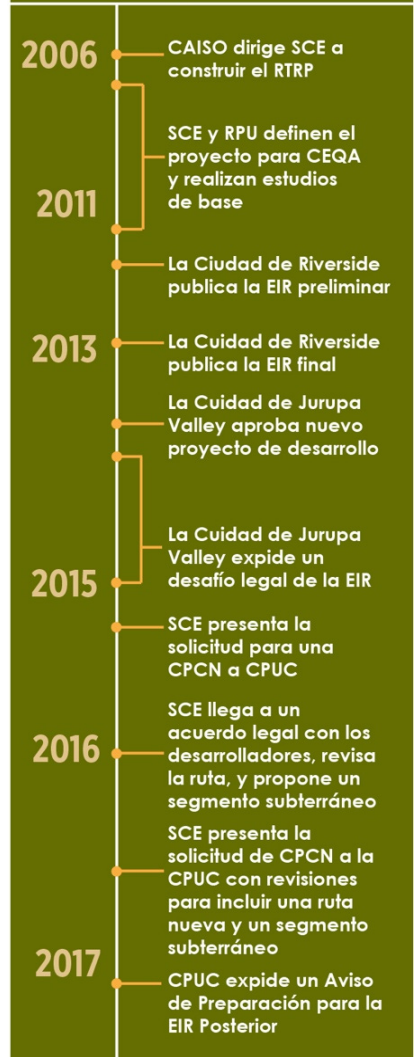 2006
CAISO dirige SCE a
construir el RTRP
SCE y RPU definen el
proyecto para CEQA
y realizan estudios
de base
2011
La Ciudad de Riverside
publica la EIR preliminar
2013
La Cuidad de Riverside
publica la EIR final
La Cuidad de Jurupa
Valley aproba nuevo
proyecto de desarrollo
La Cuidad de Jurupa
Valley expide un
desafío legal de la EIR
2015
SCE presenta la
solicitud para una
CPCN a CPUC
2016
SCE llega a un
acuerdo legal con los
desarrolladores, revisa
la ruta, y propone un
segmento subterráneo
SCE presenta la
solicitud de CPCN a la
CPUC con revisiones
para incluir una ruta
nueva y un segmento
subterráneo
2017
CPUC expide un Aviso
de Preparación para la
EIR Posterior